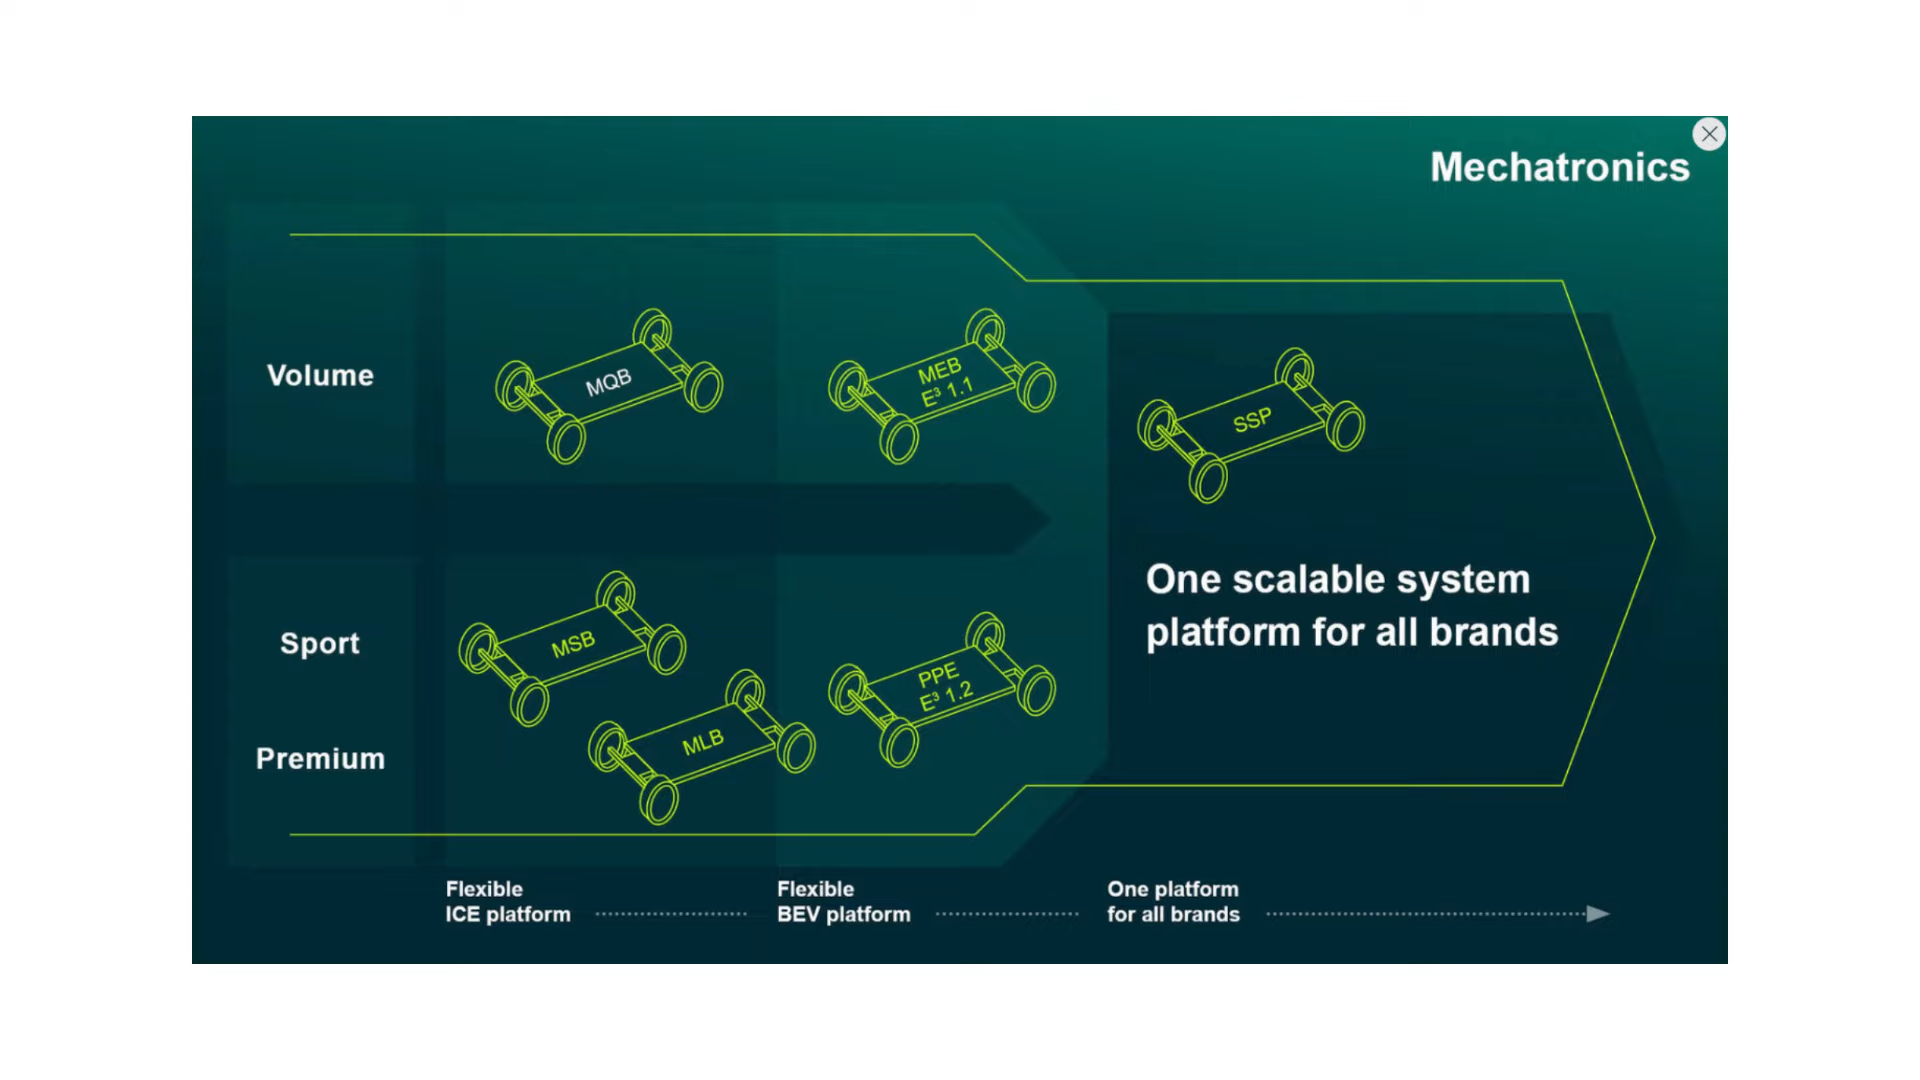 Mechatronics
Volume
MQB
MEB
E³ 1.1
SSP
Sport
MSB
Premium
MLB
PPE
E³ 1.2
One scalable system
platform for all brands
Flexible
ICE platform
Flexible
BEV platform
One platform
for all brands